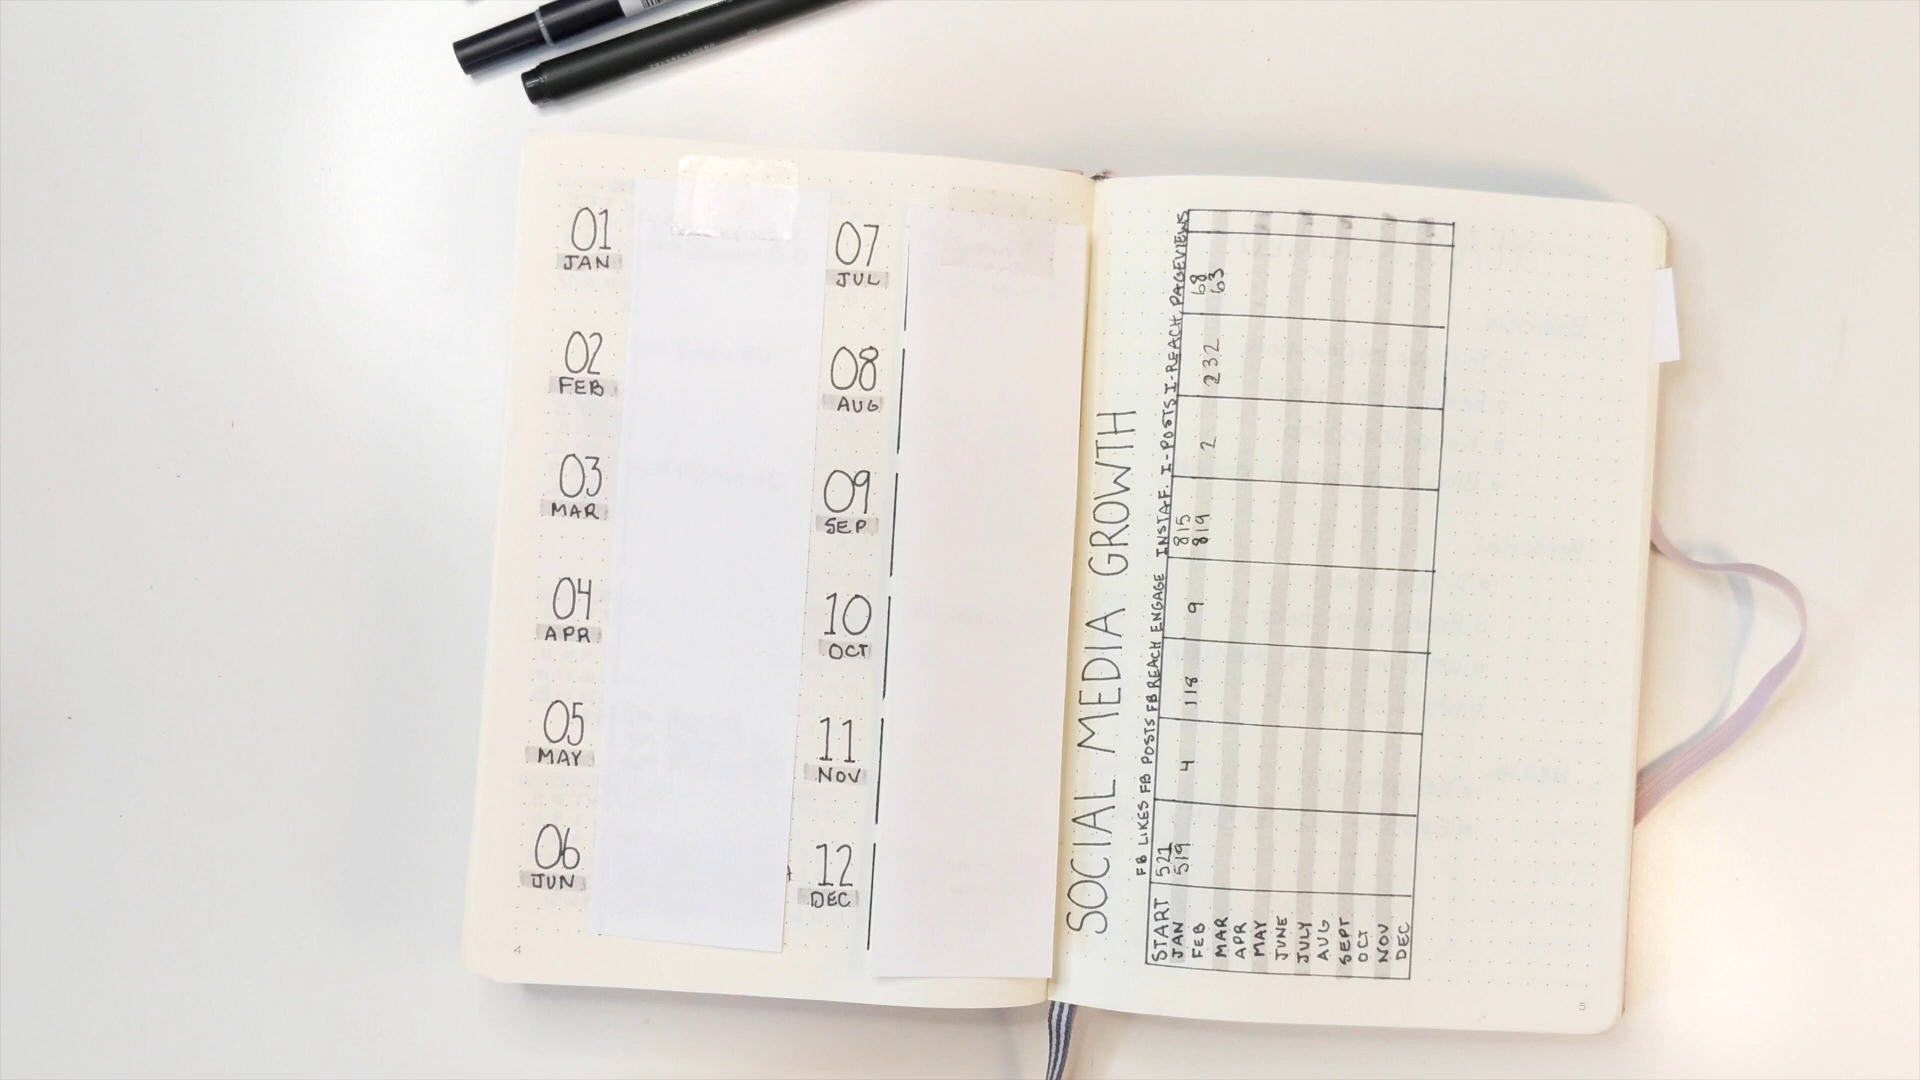 01
JAN
02
FEB
03
MAR
04
APR
05
MAY
06
JUN
07
JUL
08
AUG
09
SEP
10
OCT
11
NOV
12
DEC
4
SOCIAL MEDIA GROWTH
FB LIKES FB POSTS FB REACH ENGAGE INSTA F. I-POSTS I-REACH PAGEVIEWS
START 521 815 68
JAN 519 4 118 9 819 2 232 63
FEB
MAR
APR
MAY
JUNE
JULY
AUG
SEPT
OCT
NOV
DEC
5